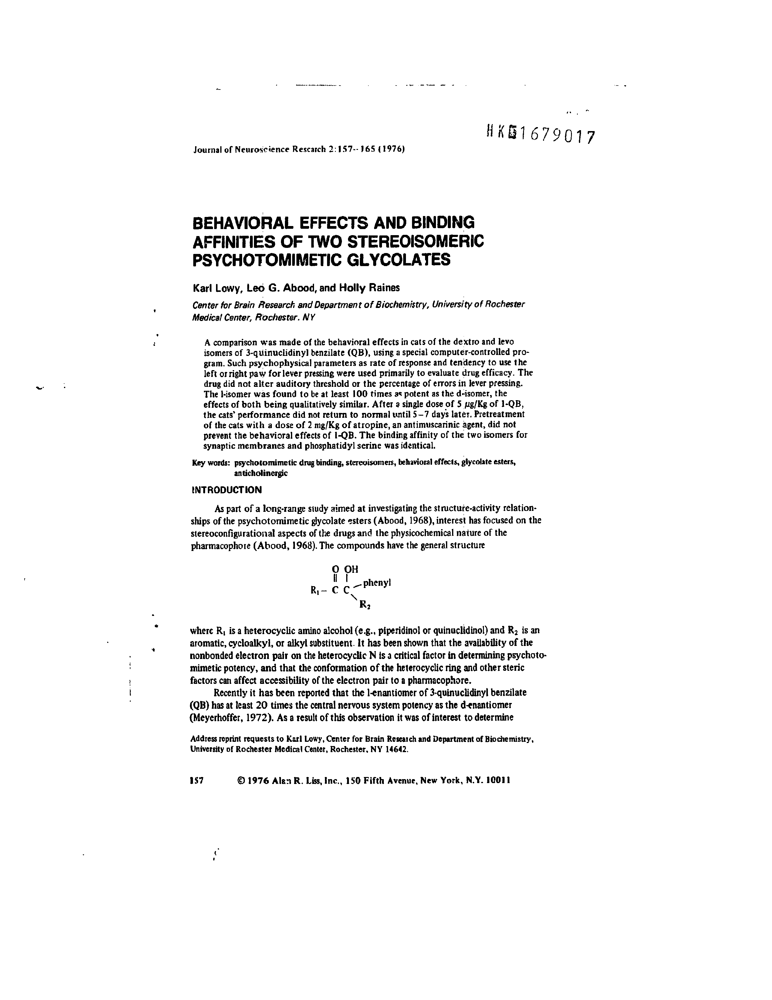 HK01679017
Journal of Neuroscience Research 2:157--165 (1976)
BEHAVIORAL EFFECTS AND BINDING
AFFINITIES OF TWO STEREOISOMERIC
PSYCHOTOMIMETIC GLYCOLATES
Karl Lowy, Leo G. Abood, and Holly Raines
Center for Brain Research and Department of Biochemistry, University of Rochester
Medical Center, Rochester. NY
A comparison was made of the behavioral effects in cats of the dextro and levo
isomers of 3-quinuclidinyl benzilate (QB), using a special computer-controlled pro-
gram. Such psychophysical parameters as rate of response and tendency to use the
left or right paw for lever pressing were used primarily to evaluate drug efficacy. The
drug did not alter auditory threshold or the percentage of errors in lever pressing.
The l-isomer was found to be at least 100 times as potent as the d-isomer, the
effects of both being qualitatively similar. After a single dose of 5 μg/Kg of 1-QB,
the cats' performance did not return to normal until 5–7 days later. Pretreatment
of the cats with a dose of 2 mg/Kg of atropine, an antimuscarinic agent, did not
prevent the behavioral effects of 1-QB. The binding affinity of the two isomers for
synaptic membranes and phosphatidyl serine was identical.
Key words: psychotomimetic drug binding, stereoisomers, behavioral effects, glycolate esters,
anticholinergic
INTRODUCTION
As part of a long-range study aimed at investigating the structure-activity relation-
ships of the psychotomimetic glycolate esters (Abood, 1968), interest has focused on the
stereoconfigurational aspects of the drugs and the physicochemical nature of the
pharmacophore (Abood, 1968). The compounds have the general structure
O OH
R₁– C C phenyl
R₂
where R₁ is a heterocyclic amino alcohol (e.g., piperidinol or quinuclidinol) and R₂ is an
aromatic, cycloalkyl, or alkyl substituent. It has been shown that the availability of the
nonbonded electron pair on the heterocyclic N is a critical factor in determining psychoto-
mimetic potency, and that the conformation of the heterocyclic ring and other steric
factors can affect accessibility of the electron pair to a pharmacophore.
Recently it has been reported that the l-enantiomer of 3-quinuclidinyl benzilate
(QB) has at least 20 times the central nervous system potency as the d-enantiomer
(Meyerhoffer, 1972). As a result of this observation it was of interest to determine
Address reprint requests to Karl Lowy, Center for Brain Research and Department of Biochemistry,
University of Rochester Medical Center, Rochester, NY 14642.
157 © 1976 Alan R. Liss, Inc., 150 Fifth Avenue, New York, N.Y. 10011